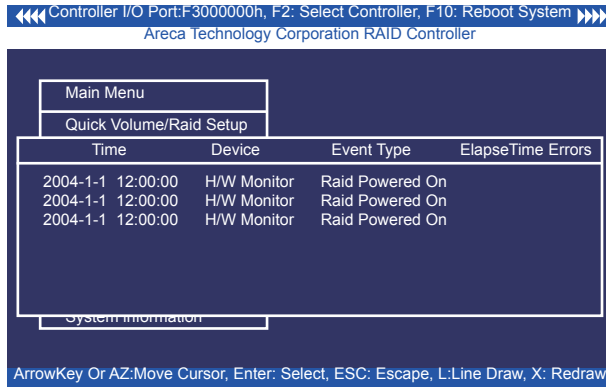 Controller I/O Port:F3000000h, F2: Select Controller, F10: Reboot System
Areca Technology Corporation RAID Controller
Main Menu
Quick Volume/Raid Setup
Time Device Event Type ElapseTime Errors
2004-1-1 12:00:00 H/W Monitor Raid Powered On
2004-1-1 12:00:00 H/W Monitor Raid Powered On
2004-1-1 12:00:00 H/W Monitor Raid Powered On
System Information
ArrowKey Or AZ:Move Cursor, Enter: Select, ESC: Escape, L:Line Draw, X: Redraw